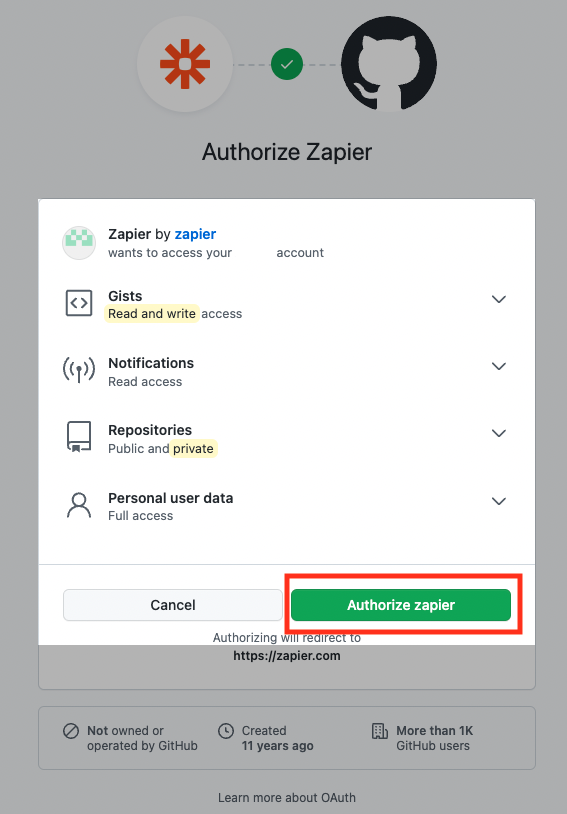 Authorize Zapier
Zapier by zapier
wants to access your account
Gists
Read and write access
Notifications
Read access
Repositories
Public and private
Personal user data
Full access
Cancel
Authorize zapier
Authorizing will redirect to
https://zapier.com
Not owned or
operated by GitHub
Created
11 years ago
More than 1K
GitHub users
Learn more about OAuth